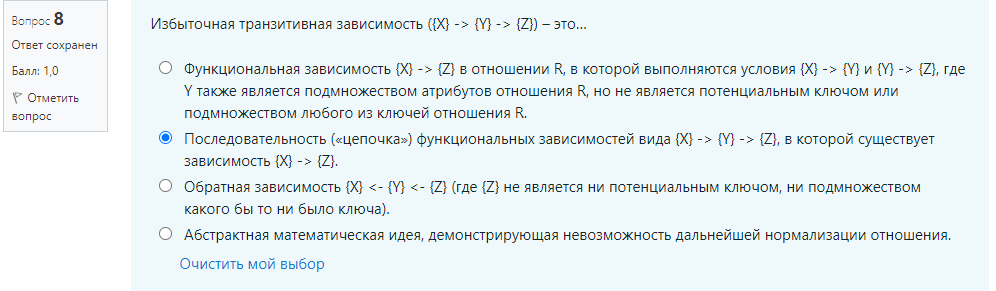 Вопрос 8
Ответ сохранен
Балл: 1,0
Отметить
вопрос
Избыточная транзитивная зависимость ({X} -> {Y} -> {Z}) – это...
Функциональная зависимость {X} -> {Z} в отношении R, в которой выполняются условия {X} -> {Y} и {Y} -> {Z}, где
Y также является подмножеством атрибутов отношения R, но не является потенциальным ключом или
подмножеством любого из ключей отношения R.
Последовательность («цепочка») функциональных зависимостей вида {X} -> {Y} -> {Z}, в которой существует
зависимость {X} -> {Z}.
Обратная зависимость {X} <- {Y} <- {Z} (где {Z} не является ни потенциальным ключом, ни подмножеством
какого бы то ни было ключа).
Абстрактная математическая идея, демонстрирующая невозможность дальнейшей нормализации отношения.
Очистить мой выбор